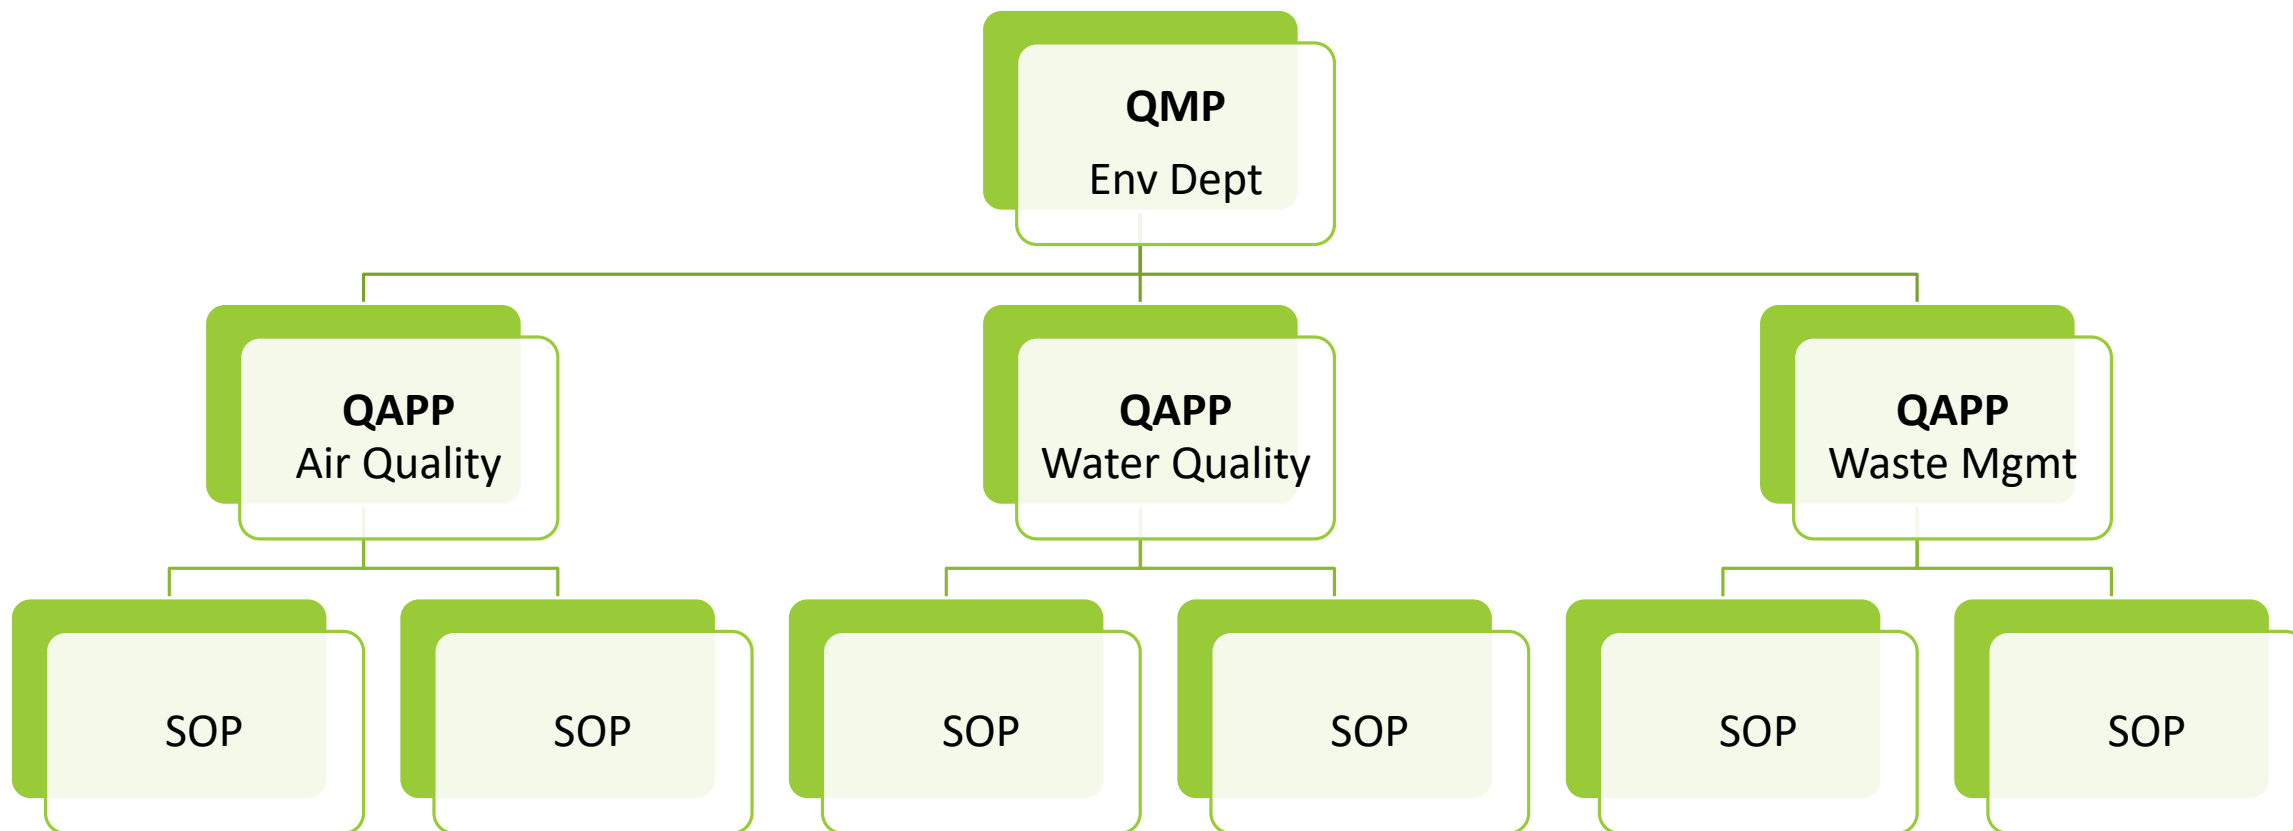 QMP
Env Dept
QAPP
Air Quality
QAPP
Water Quality
QAPP
Waste Mgmt
SOP
SOP
SOP
SOP
SOP
SOP